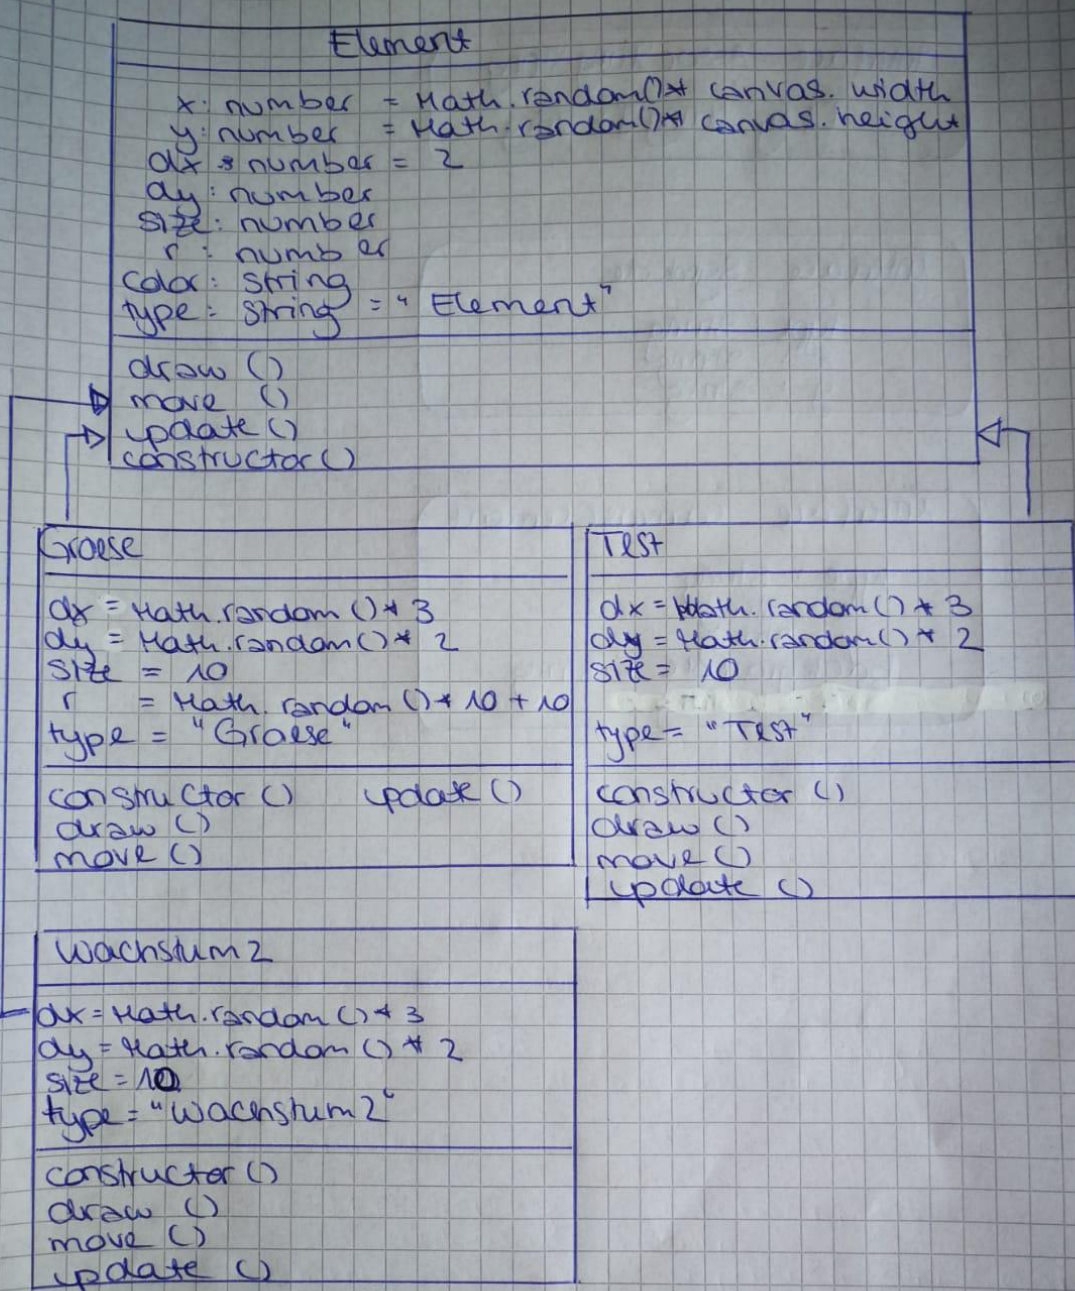 Element
x: number = Math.random()* canvas.width
y: number = Math.random()* canvas.height
dx : number = 2
dy: number
size: number
r : number
color: string
type: string = "Element"
draw ()
move ()
update ()
constructor ()
Graese
dx = Math.random () * 3
dy = Math.random () * 2
size = 10
r = Math.random () * 10 + 10
type = "Graese"
constructor () update ()
draw ()
move ()
Test
dx = Math.random () * 3
dy = Math.random () * 2
size = 10
type = "Test"
constructor ()
draw ()
move ()
update ()
Wachstum2
dx = Math.random () * 3
dy = Math.random () * 2
size = 10
type = "Wachstum2"
constructor ()
draw ()
move ()
update ()